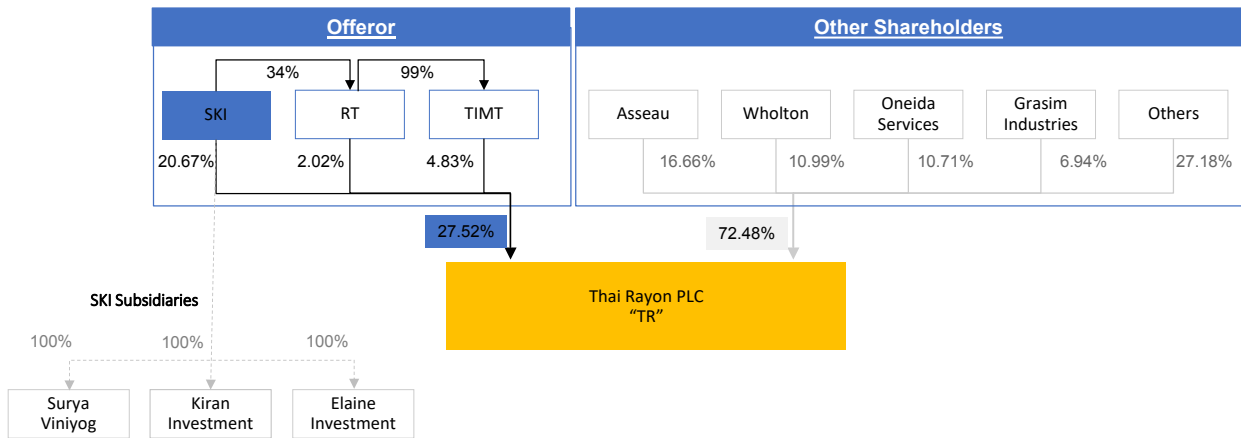 Offeror
Other Shareholders
34%
99%
SKI
RT
TIMT
Asseau
Wholton
Oneida
Services
Grasim
Industries
Others
20.67%
2.02%
4.83%
16.66%
10.99%
10.71%
6.94%
27.18%
27.52%
72.48%
Thai Rayon PLC
“TR”
SKI Subsidiaries
100%
100%
100%
Surya
Viniyog
Kiran
Investment
Elaine
Investment